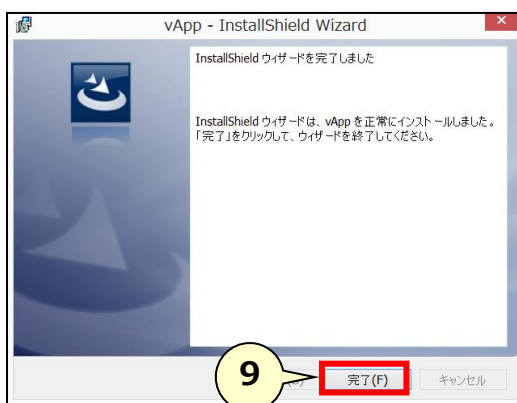 vApp - InstallShield Wizard
InstallShield ウィザードを完了しました
InstallShield ウィザードは、vApp を正常にインストールしました。
「完了」をクリックして、ウィザードを終了してください。
9
完了(F)
キャンセル